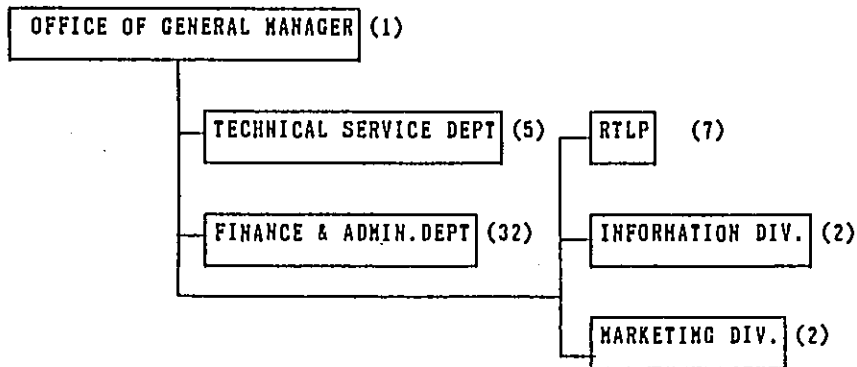 OFFICE OF GENERAL MANAGER (1)
TECHNICAL SERVICE DEPT (5)
RTLP (7)
FINANCE & ADMIN.DEPT (32)
INFORMATION DIV. (2)
MARKETING DIV. (2)